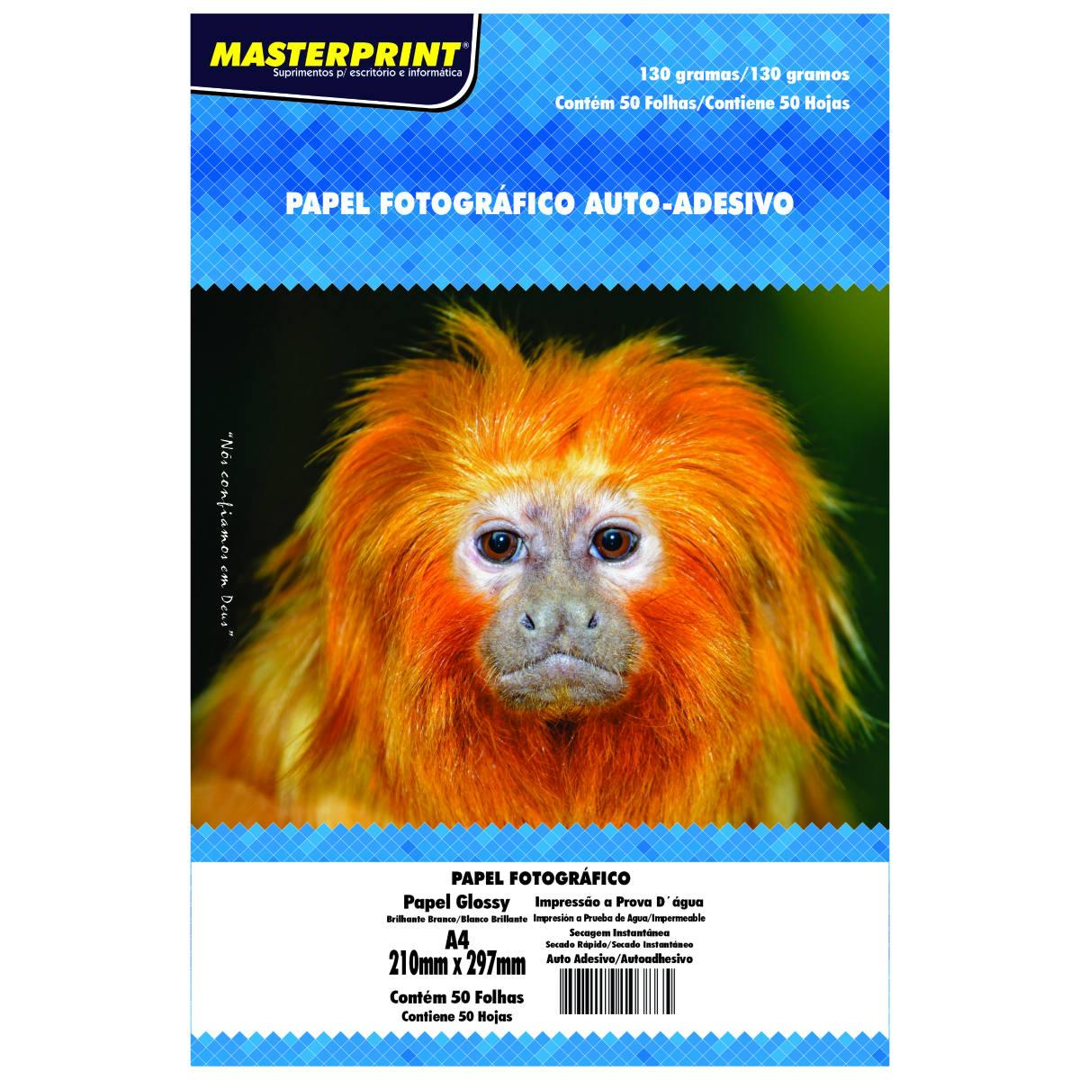 MASTERPRINT®
Suprimentos p/ escritório e informática
130 gramas/130 gramos
Contém 50 Folhas/Contiene 50 Hojas
PAPEL FOTOGRÁFICO AUTO-ADESIVO
"Nós confiamos em Deus"
PAPEL FOTOGRÁFICO
Papel Glossy
Brilhante Branco/Blanco Brillante
A4
210mm x 297mm
Contém 50 Folhas
Contiene 50 Hojas
Impressão a Prova D´água
Impresión a Prueba de Agua/Impermeable
Secagem Instantânea
Secado Rápido/Secado Instantáneo
Auto Adesivo/Autoadhesivo